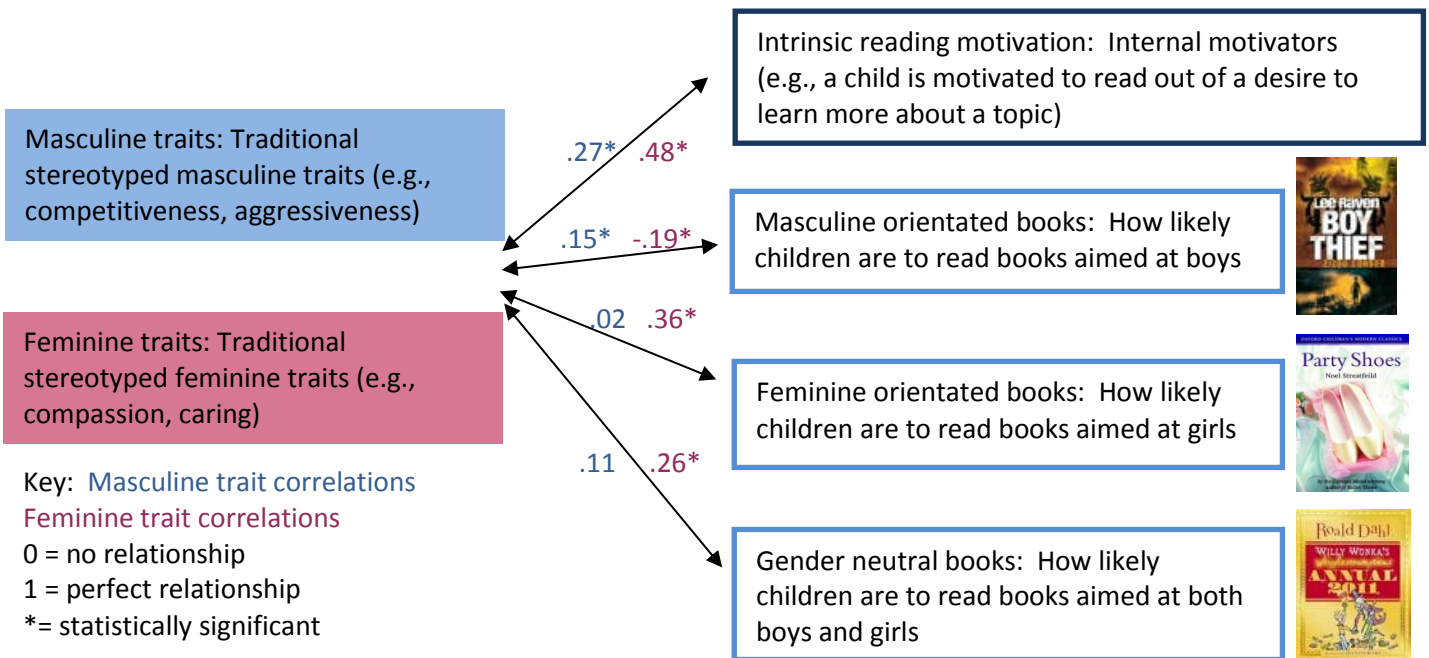 Intrinsic reading motivation:  Internal motivators
(e.g., a child is motivated to read out of a desire to
learn more about a topic)
Masculine traits: Traditional
stereotyped masculine traits (e.g.,
competitiveness, aggressiveness)
.27* .48*
Masculine orientated books:  How likely
children are to read books aimed at boys
.15* -.19*
Lee Raven
BOY
THIEF
Feminine traits: Traditional
stereotyped feminine traits (e.g.,
compassion, caring)
.02 .36*
Feminine orientated books:  How likely
children are to read books aimed at girls
OXFORD CHILDREN'S MODERN CLASSICS
Party Shoes
Noel Streatfeild
.11 .26*
Key:  Masculine trait correlations
Feminine trait correlations
0 = no relationship
1 = perfect relationship
*= statistically significant
Gender neutral books:  How likely
children are to read books aimed at both
boys and girls
Roald Dahl
WILLY WONKA'S
ANNUAL
2011